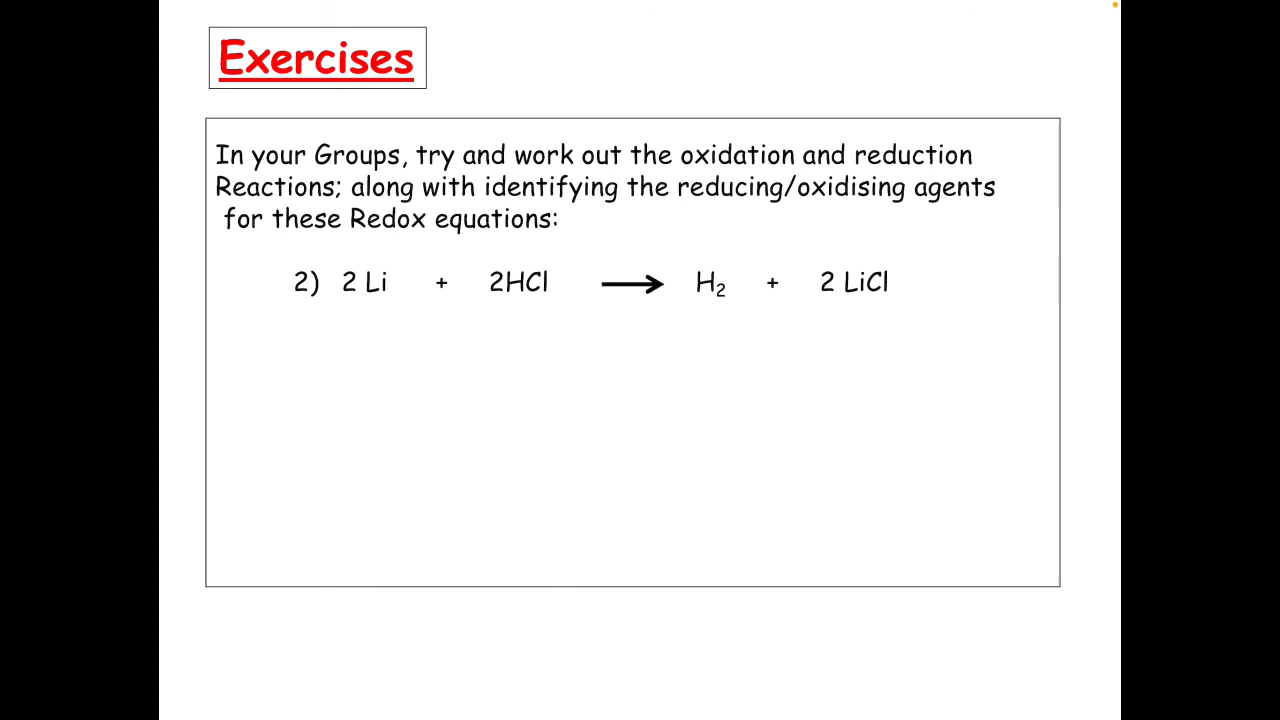 Exercises
In your Groups, try and work out the oxidation and reduction
Reactions; along with identifying the reducing/oxidising agents
for these Redox equations:
2) 2 Li + 2HCl ⟶ H₂ + 2 LiCl